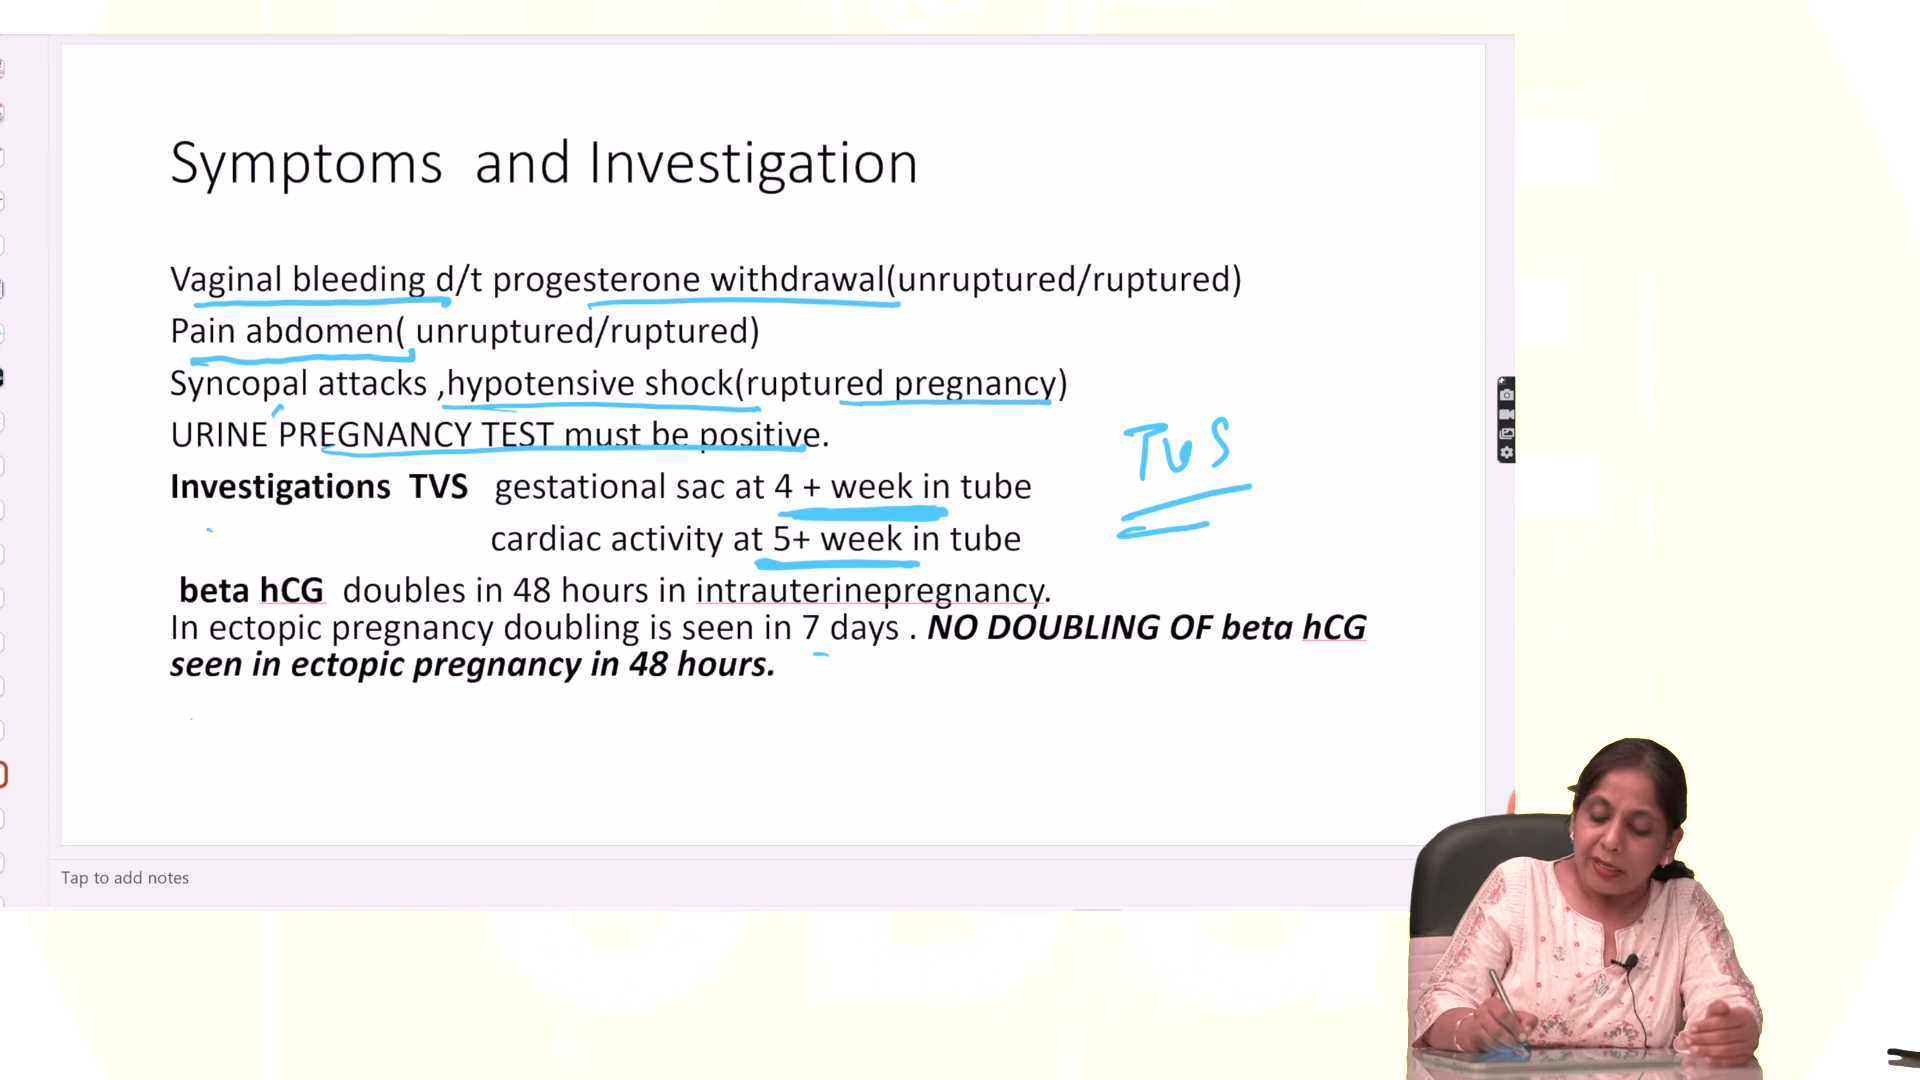 Symptoms and Investigation
Vaginal bleeding d/t progesterone withdrawal(unruptured/ruptured)
Pain abdomen( unruptured/ruptured)
Syncopal attacks ,hypotensive shock(ruptured pregnancy)
URINE PREGNANCY TEST must be positive.
TVS
Investigations TVS gestational sac at 4 + week in tube
cardiac activity at 5+ week in tube
beta hCG doubles in 48 hours in intrauterinepregnancy.
In ectopic pregnancy doubling is seen in 7 days . NO DOUBLING OF beta hCG
seen in ectopic pregnancy in 48 hours.
Tap to add notes